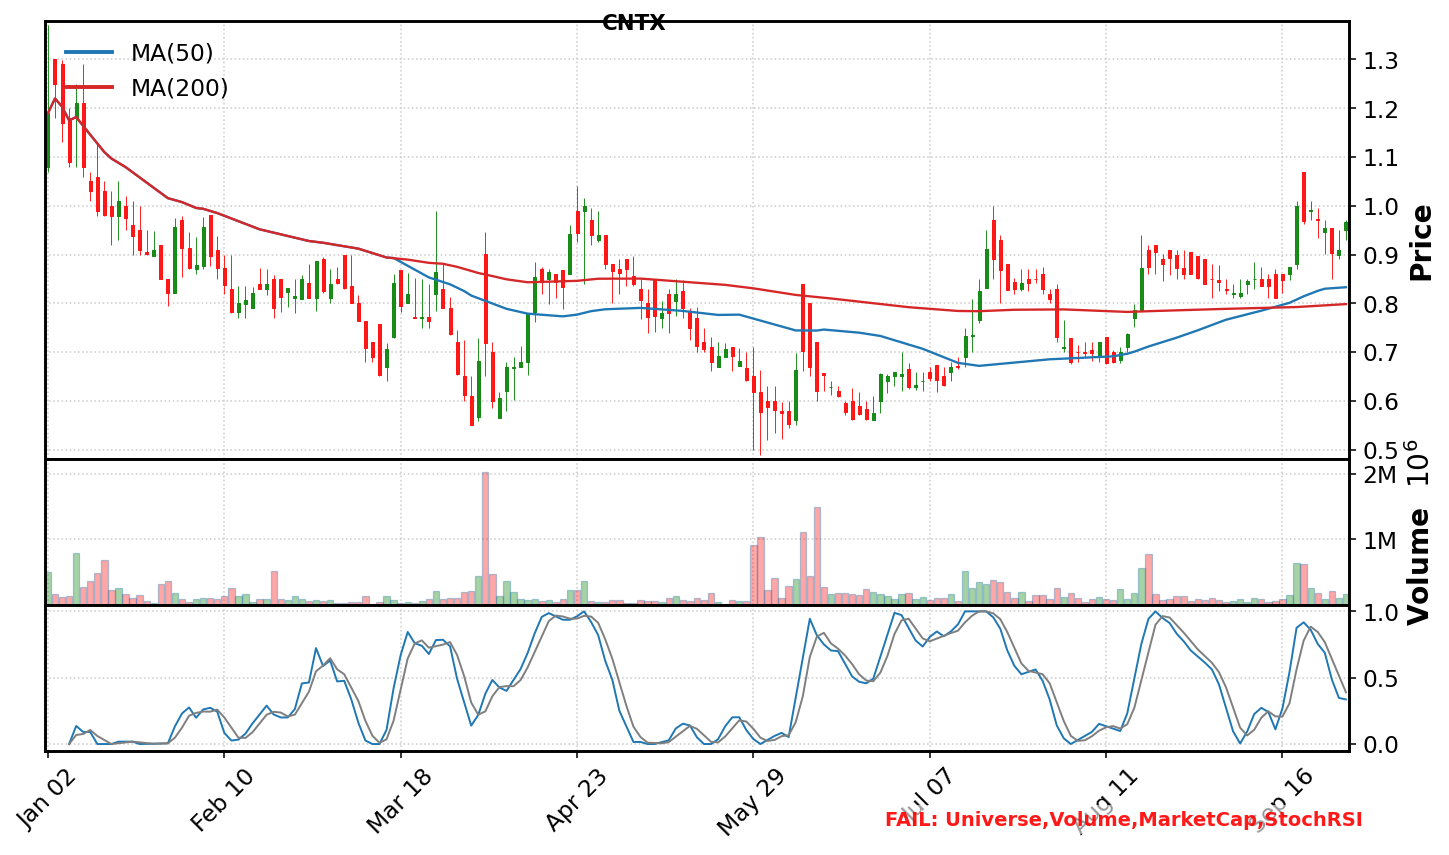 CNTX
MA(50)
MA(200)
1.3
1.2
1.1
1.0
0.9
0.8
0.7
0.6
0.5
Price
2M
1M
Volume 10^6
1.0
0.5
0.0
Jan 02
Feb 10
Mar 18
Apr 23
May 29
Jul 07
Aug 11
Sep 16
FAIL: Universe,Volume,MarketCap,StochRSI